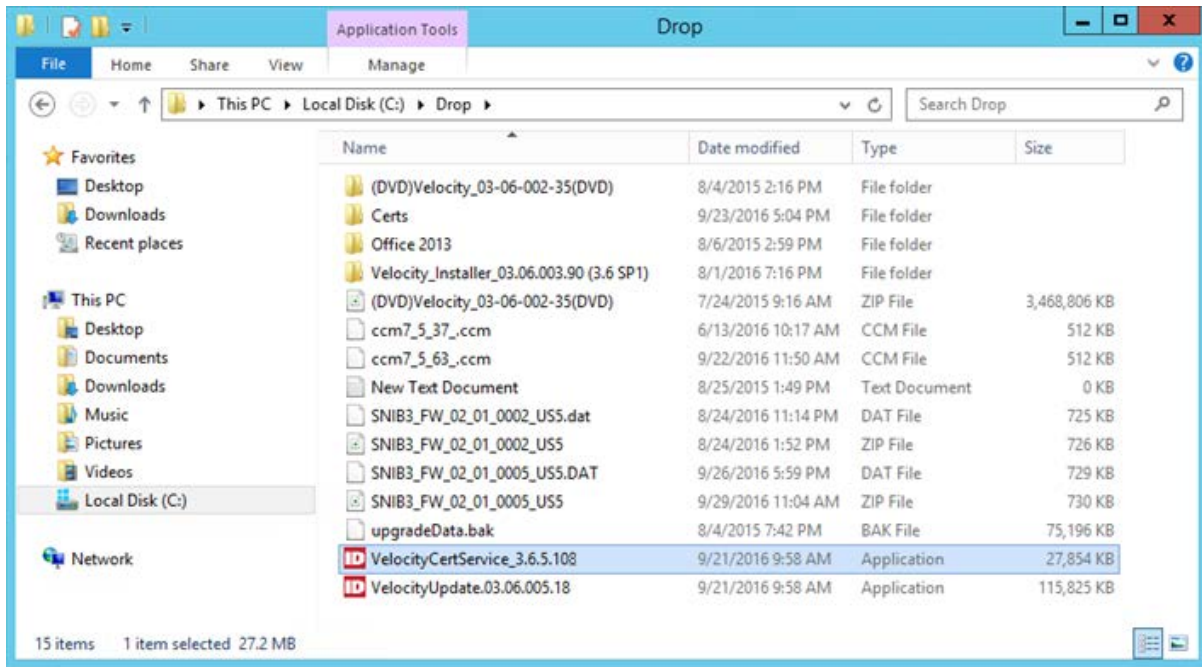 Application Tools
Drop
File Home Share View Manage
This PC Local Disk (C:) Drop
Search Drop
Name Date modified Type Size
Favorites
Desktop
Downloads
Recent places
This PC
Desktop
Documents
Downloads
Music
Pictures
Videos
Local Disk (C:)
Network
(DVD)Velocity_03-06-002-35(DVD) 8/4/2015 2:16 PM File folder
Certs 9/23/2016 5:04 PM File folder
Office 2013 8/6/2015 2:59 PM File folder
Velocity_Installer_03.06.003.90 (3.6 SP1) 8/1/2016 7:16 PM File folder
(DVD)Velocity_03-06-002-35(DVD) 7/24/2015 9:16 AM ZIP File 3,468,806 KB
ccm7_5_37_.ccm 6/13/2016 10:17 AM CCM File 512 KB
ccm7_5_63_.ccm 9/22/2016 11:50 AM CCM File 512 KB
New Text Document 8/25/2015 1:49 PM Text Document 0 KB
SNIB3_FW_02_01_0002_US5.dat 8/24/2016 11:14 PM DAT File 725 KB
SNIB3_FW_02_01_0002_US5 8/24/2016 1:52 PM ZIP File 726 KB
SNIB3_FW_02_01_0005_US5.DAT 9/26/2016 5:59 PM DAT File 729 KB
SNIB3_FW_02_01_0005_US5 9/29/2016 11:04 AM ZIP File 730 KB
upgradeData.bak 8/4/2015 7:42 PM BAK File 75,196 KB
ID VelocityCertService_3.6.5.108 9/21/2016 9:58 AM Application 27,854 KB
ID VelocityUpdate.03.06.005.18 9/21/2016 9:58 AM Application 115,825 KB
15 items 1 item selected 27.2 MB